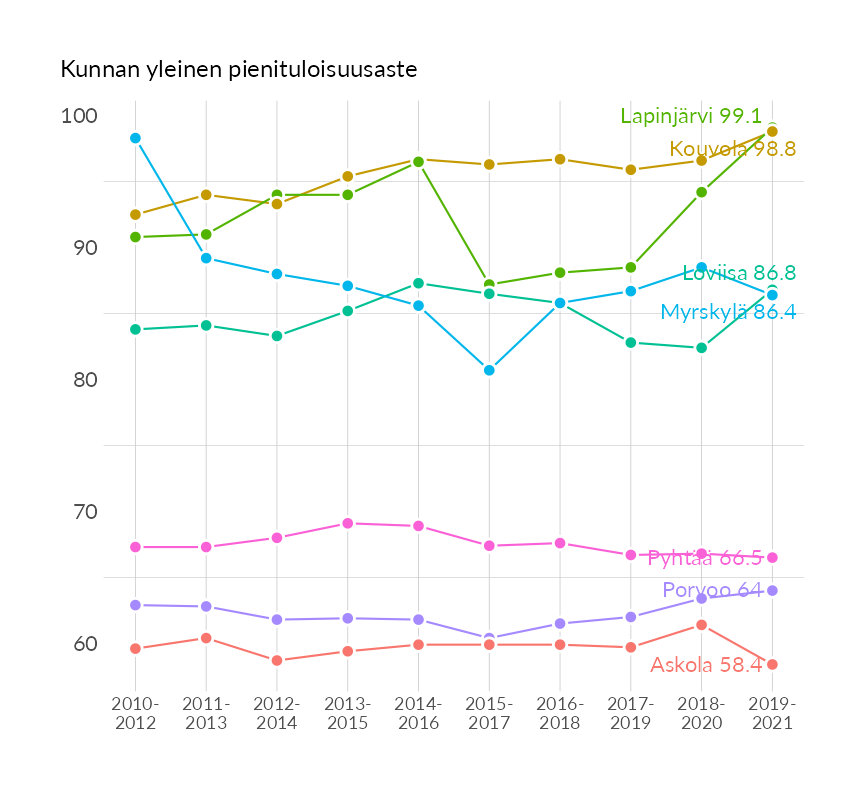 Kunnan yleinen pienituloisuusaste
100
Lapinjärvi 99.1
Kouvola 98.8
90
Loviisa 86.8
Myrskylä 86.4
80
70
Pyhtää 66.5
Porvoo 64
60
Askola 58.4
2010- 2011- 2012- 2013- 2014- 2015- 2016- 2017- 2018- 2019-
2012 2013 2014 2015 2016 2017 2018 2019 2020 2021